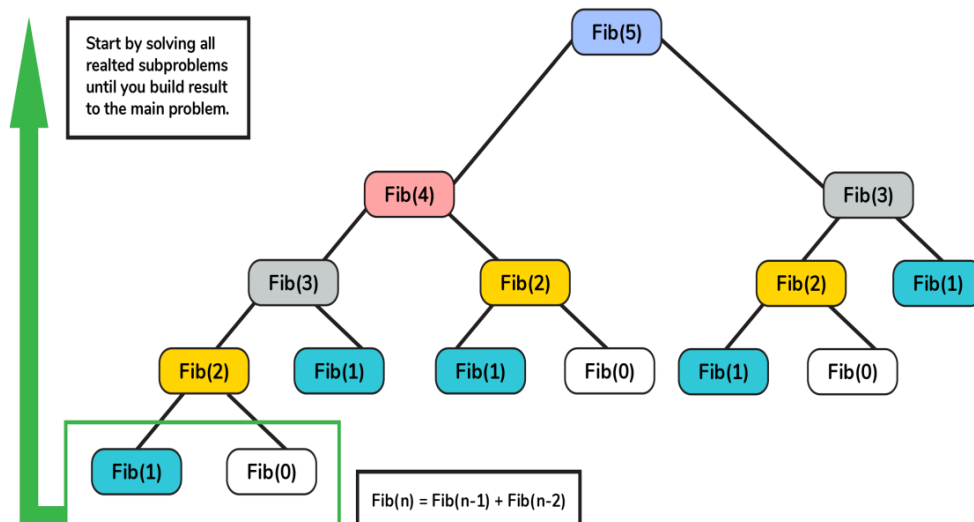 Start by solving all
realted subproblems
until you build result
to the main problem.
Fib(5)
Fib(4)
Fib(3)
Fib(3)
Fib(2)
Fib(2)
Fib(1)
Fib(2)
Fib(1)
Fib(1)
Fib(0)
Fib(1)
Fib(0)
Fib(1)
Fib(0)
Fib(n) = Fib(n-1) + Fib(n-2)